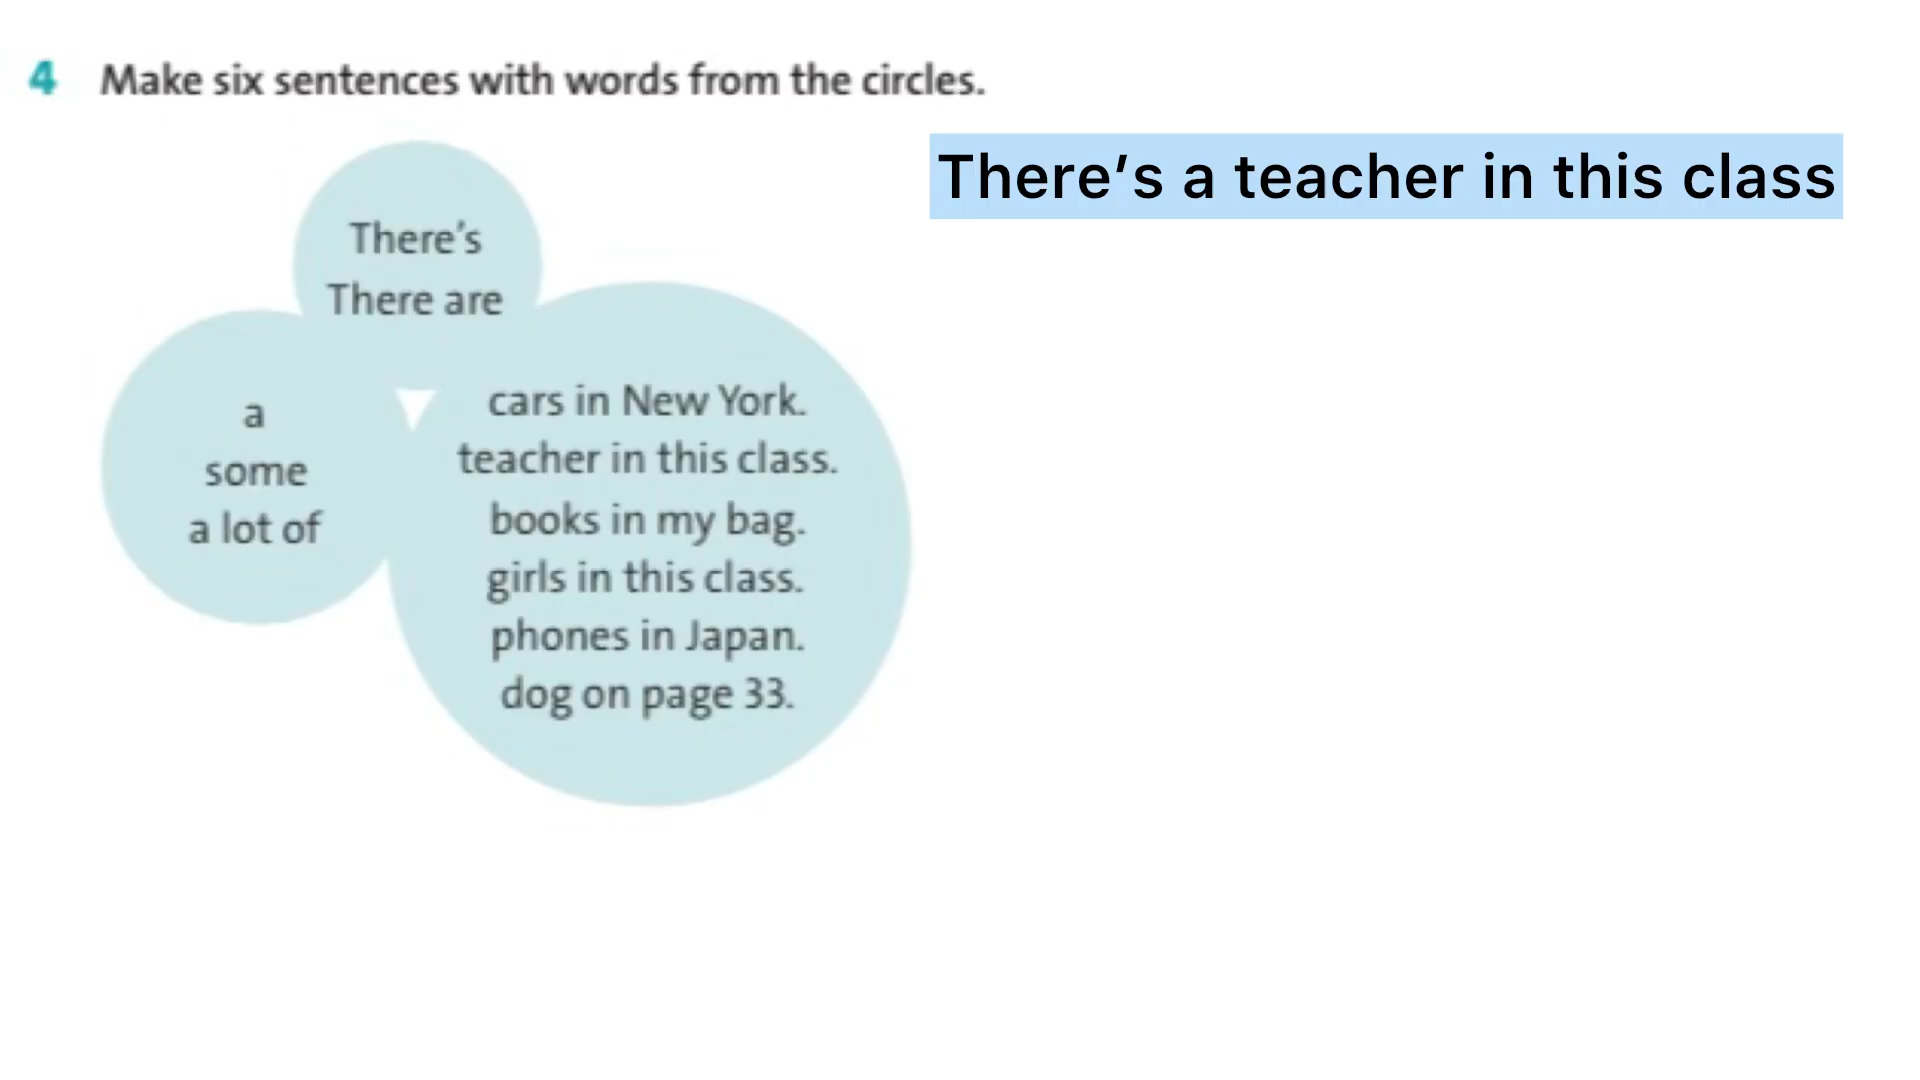 4 Make six sentences with words from the circles.
There's a teacher in this class
There's
There are
a
some
a lot of
cars in New York.
teacher in this class.
books in my bag.
girls in this class.
phones in Japan.
dog on page 33.